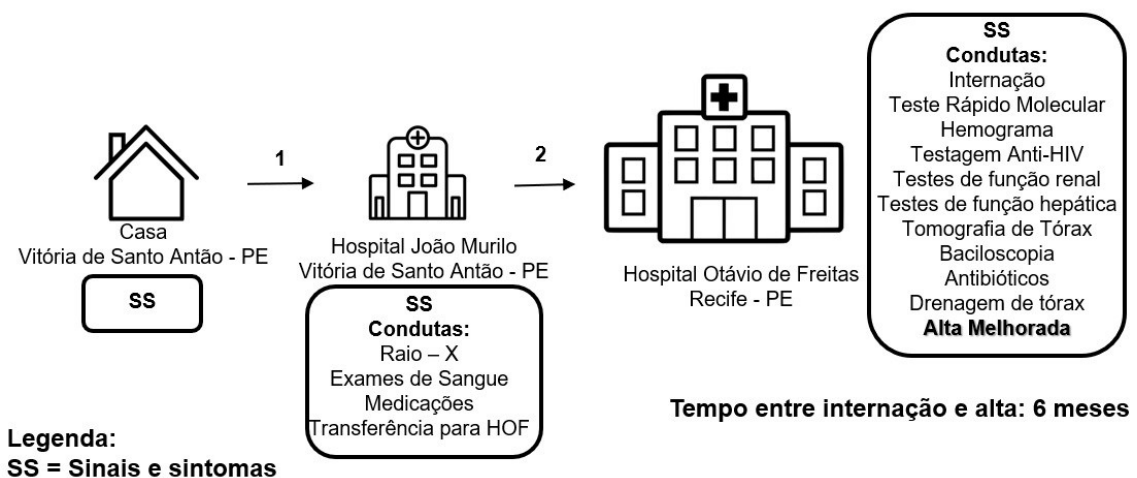 1
2
Casa
Vitória de Santo Antão - PE
SS
Hospital João Murilo
Vitória de Santo Antão - PE
SS
Condutas:
Raio – X
Exames de Sangue
Medicações
Transferência para HOF
Hospital Otávio de Freitas
Recife - PE
SS
Condutas:
Internação
Teste Rápido Molecular
Hemograma
Testagem Anti-HIV
Testes de função renal
Testes de função hepática
Tomografia de Tórax
Baciloscopia
Antibióticos
Drenagem de tórax
Alta Melhorada
Tempo entre internação e alta: 6 meses
Legenda:
SS = Sinais e sintomas